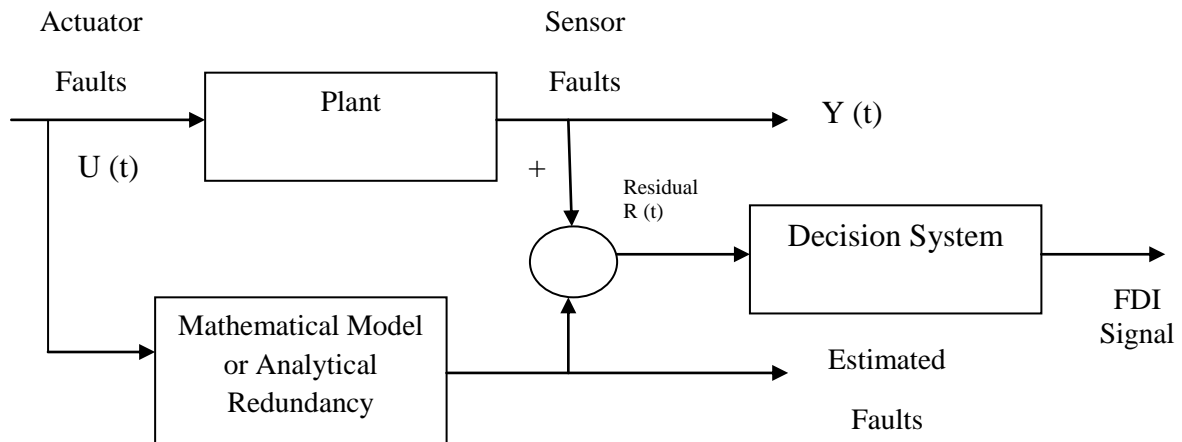 Actuator
Faults
Sensor
Faults
Plant
Y (t)
U (t)
+
Residual
R (t)
Decision System
FDI
Signal
Mathematical Model
or Analytical
Redundancy
Estimated
Faults